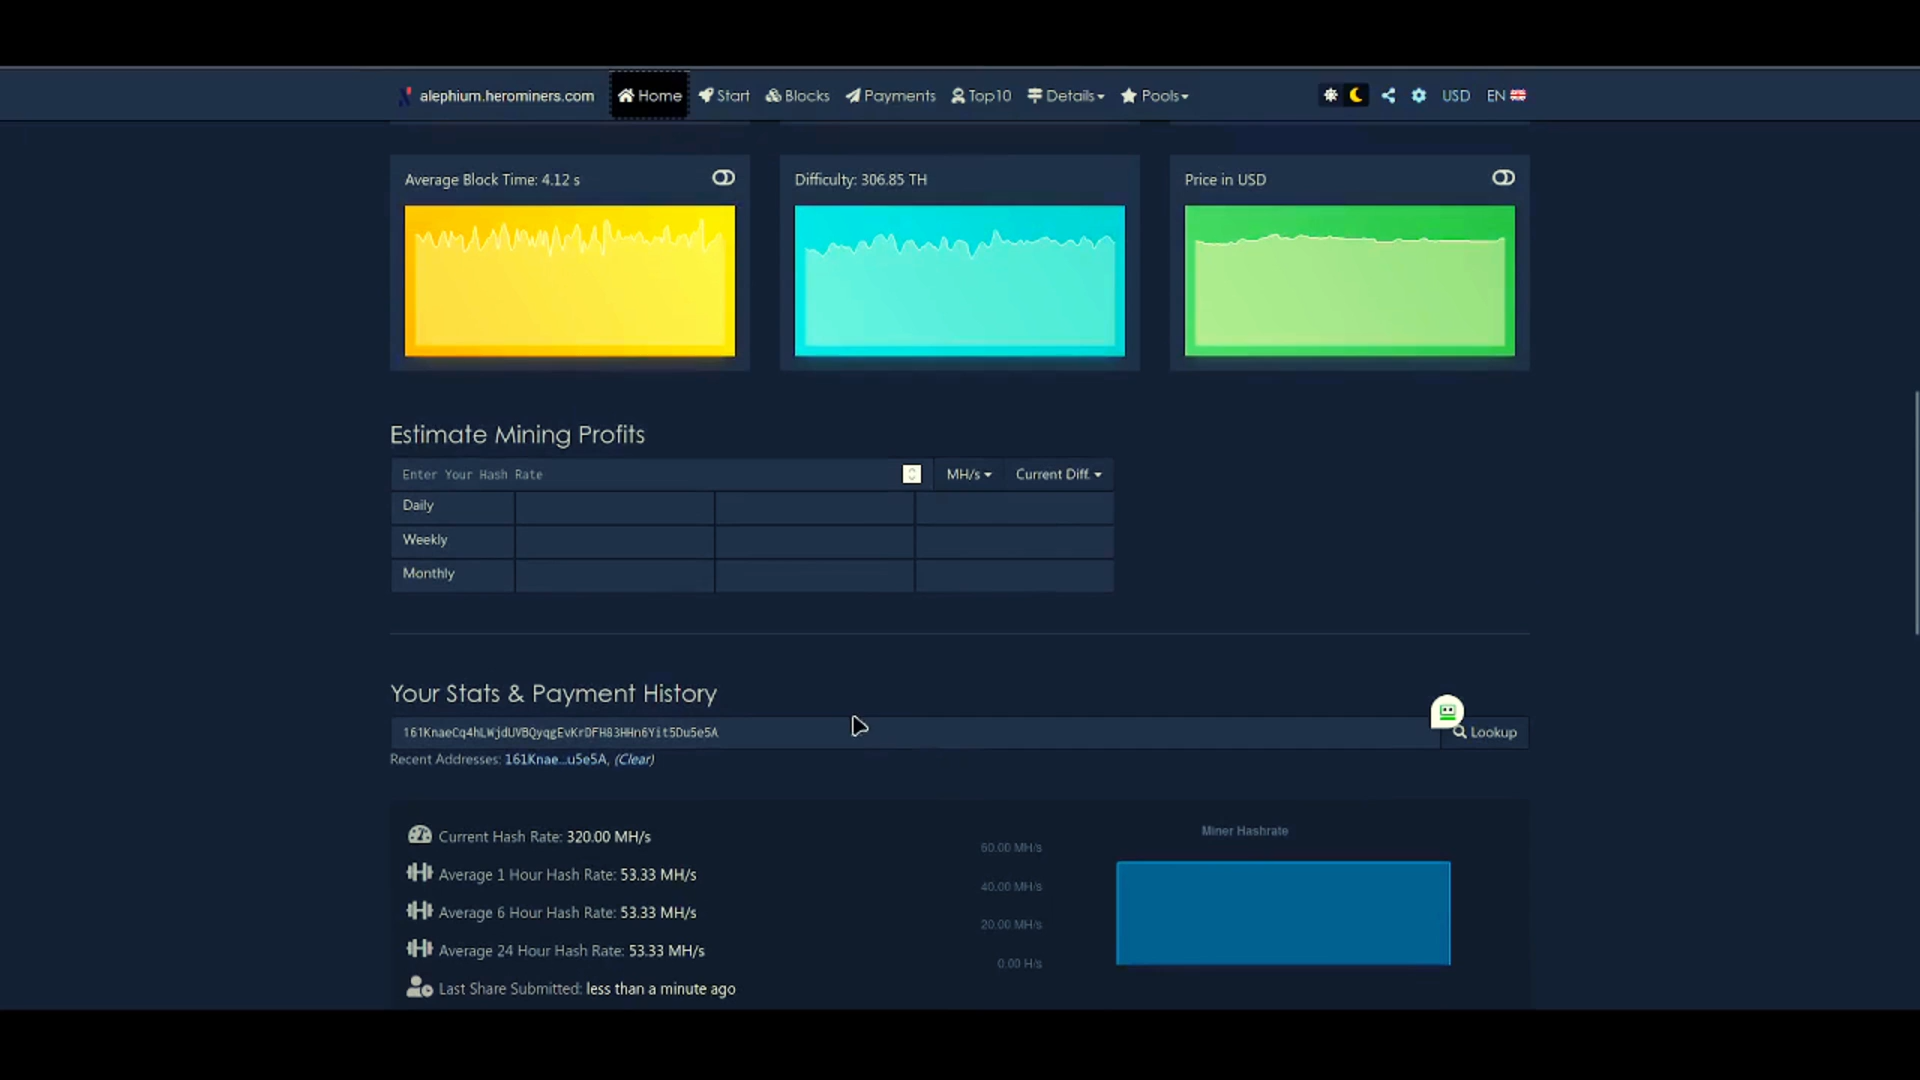 alephium.herominers.com Home Start Blocks Payments Top10 Details Pools USD EN
Average Block Time: 4.12 s
Difficulty: 306.85 TH
Price in USD
Estimate Mining Profits
Enter Your Hash Rate MH/s Current Diff.
Daily
Weekly
Monthly
Your Stats & Payment History
161KnaeCq4hLWjdUVBQyqgEvKrDFH83HHn6Yit5Du5e5A Lookup
Recent Addresses: 161Knae...u5e5A, (Clear)
Current Hash Rate: 320.00 MH/s
Average 1 Hour Hash Rate: 53.33 MH/s
Average 6 Hour Hash Rate: 53.33 MH/s
Average 24 Hour Hash Rate: 53.33 MH/s
Last Share Submitted: less than a minute ago
Miner Hashrate
60.00 MH/s
40.00 MH/s
20.00 MH/s
0.00 H/s